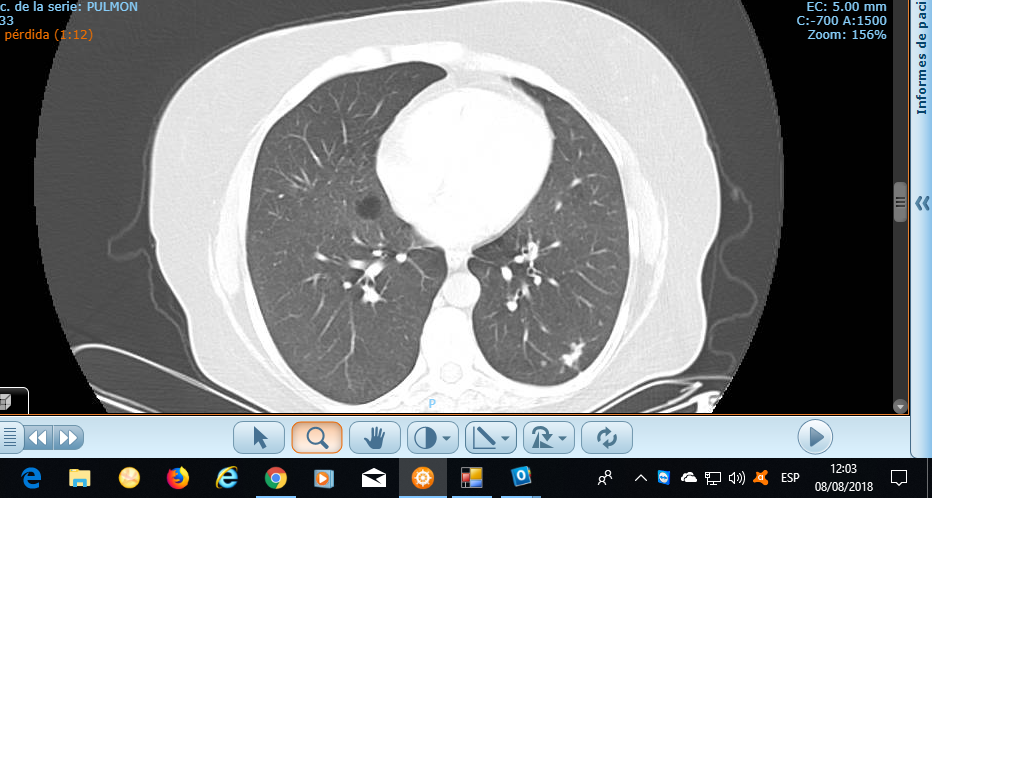 c. de la serie: PULMON
33
pérdida (1:12)
EC: 5.00 mm
C:-700 A:1500
Zoom: 156%
Informes de paci
P
ESP
12:03
08/08/2018